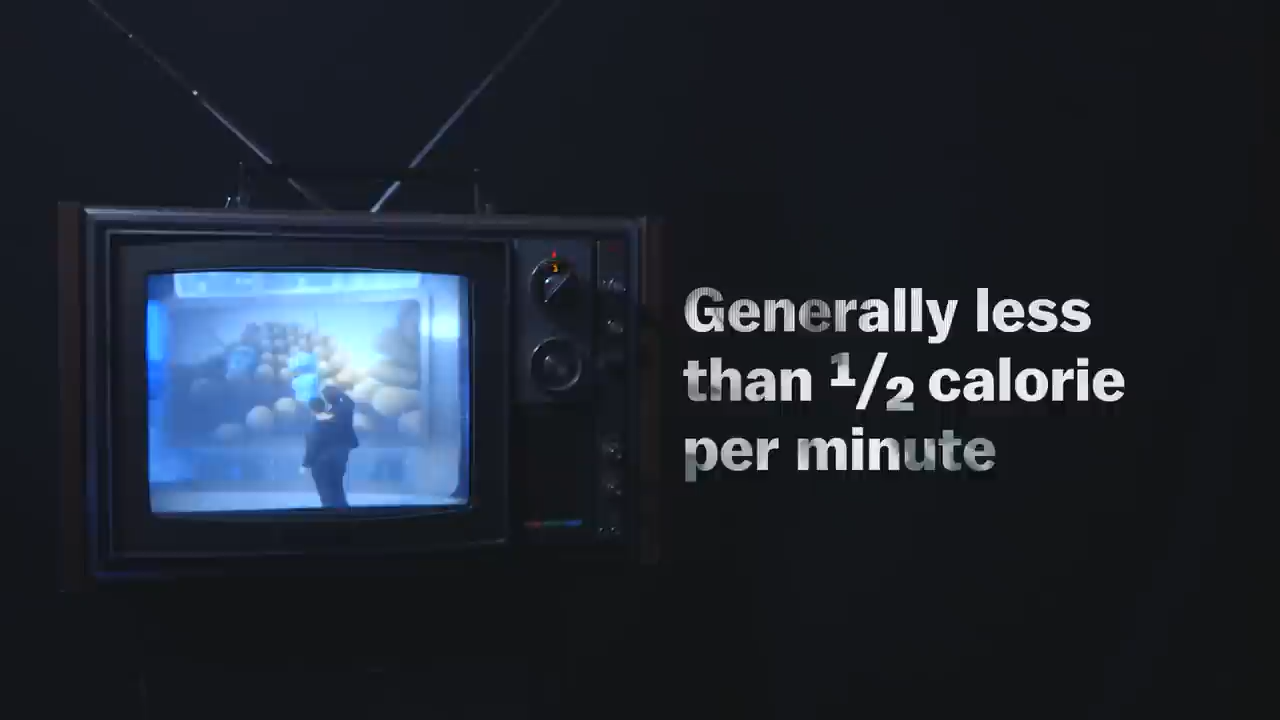 Generally less
than ½ calorie
per minute